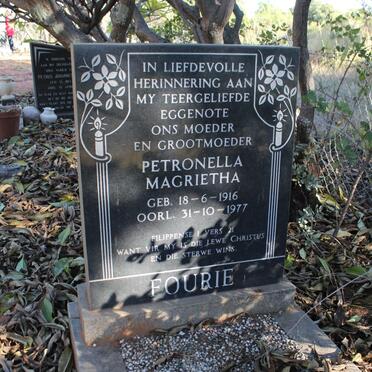 IN LIEFDEVOLLE
HERINNERING AAN
MY TEERGELIEFDE
EGGENOTE
ONS MOEDER
EN GROOTMOEDER
PETRONELLA
MAGRIETHA
GEB. 18-6-1916
OORL. 31-10-1977
FILIPPENSE 1 VERS 21
WANT VIR MY IS DIE LEWE CHRISTUS
EN DIE STERWE WINS.
FOURIE